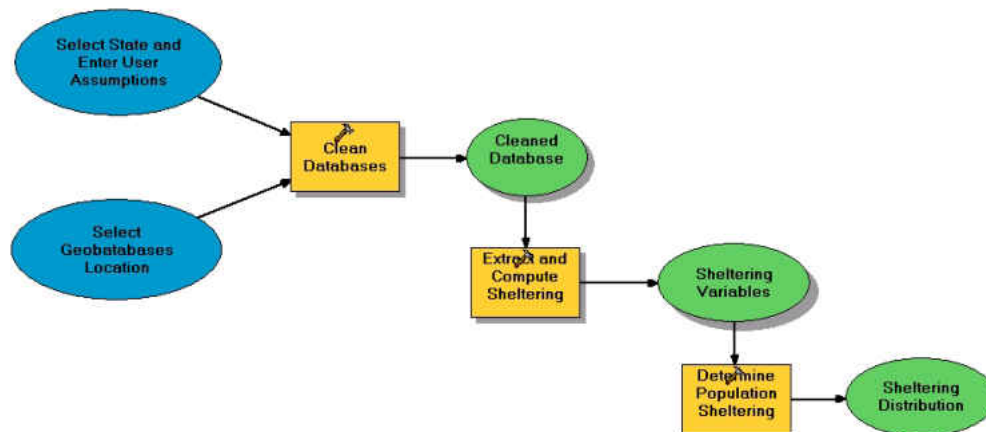 Select State and
Enter User
Assumptions
Clean
Databases
Cleaned
Database
Select
Geobatabases
Location
Extract and
Compute
Sheltering
Sheltering
Variables
Determine
Population
Sheltering
Sheltering
Distribution